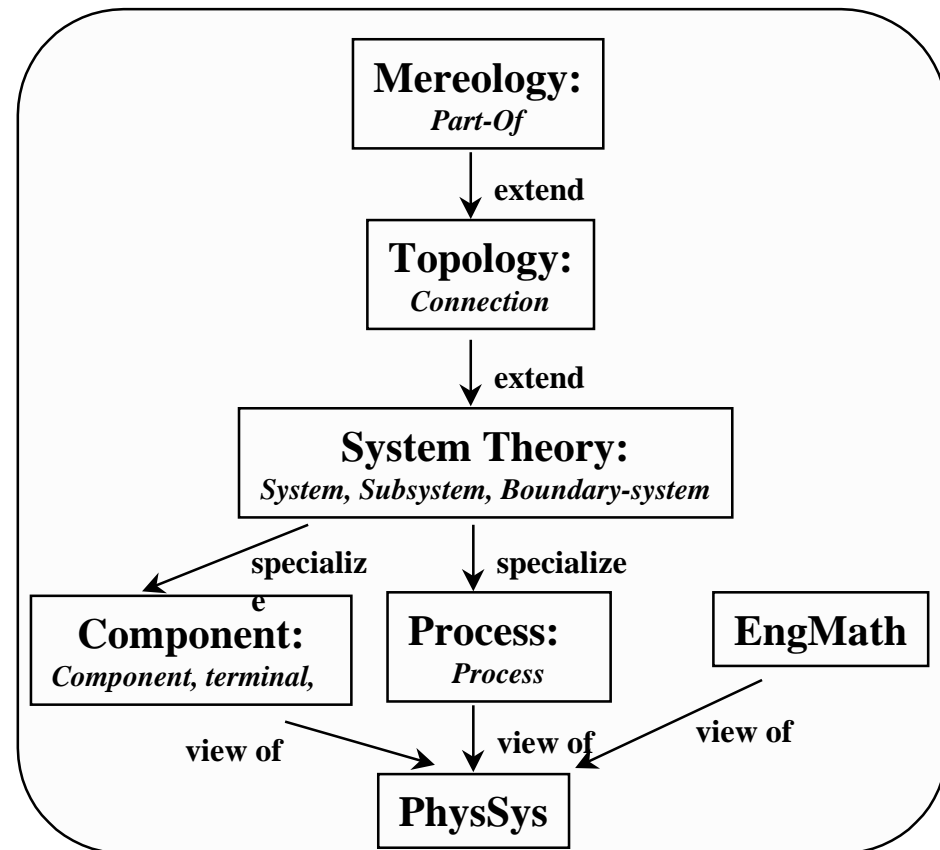 Mereology:
Part-Of
extend
Topology:
Connection
extend
System Theory:
System, Subsystem, Boundary-system
specializ
e
specialize
Component:
Component, terminal,
Process:
Process
EngMath
view of
view of
view of
PhysSys